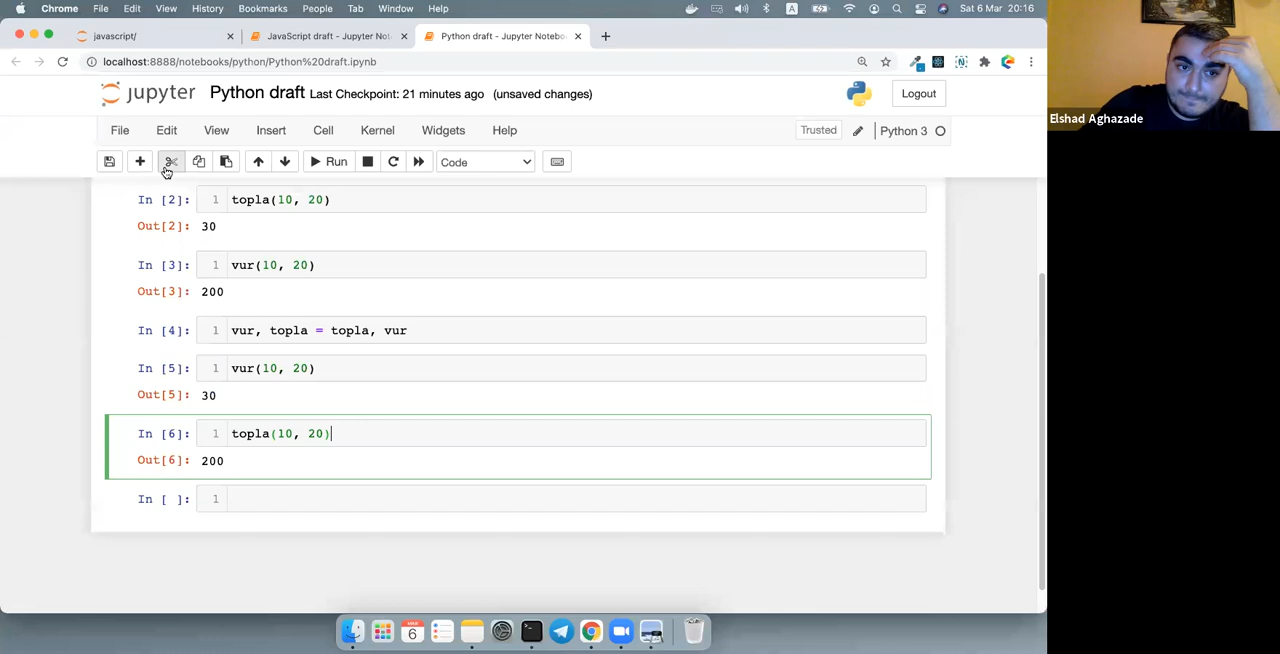 Chrome File Edit View History Bookmarks People Tab Window Help A Sat 6 Mar 20:16
javascript/ JavaScript draft - Jupyter Not Python draft - Jupyter Notebo
localhost:8888/notebooks/python/Python%20draft.ipynb
jupyter Python draft Last Checkpoint: 21 minutes ago (unsaved changes) Logout
File Edit View Insert Cell Kernel Widgets Help Trusted Python 3
Run Code
In [2]: 1 topla(10, 20)
Out[2]: 30
In [3]: 1 vur(10, 20)
Out[3]: 200
In [4]: 1 vur, topla = topla, vur
In [5]: 1 vur(10, 20)
Out[5]: 30
In [6]: 1 topla(10, 20)
Out[6]: 200
In [ ]: 1
6
Elshad Aghazade